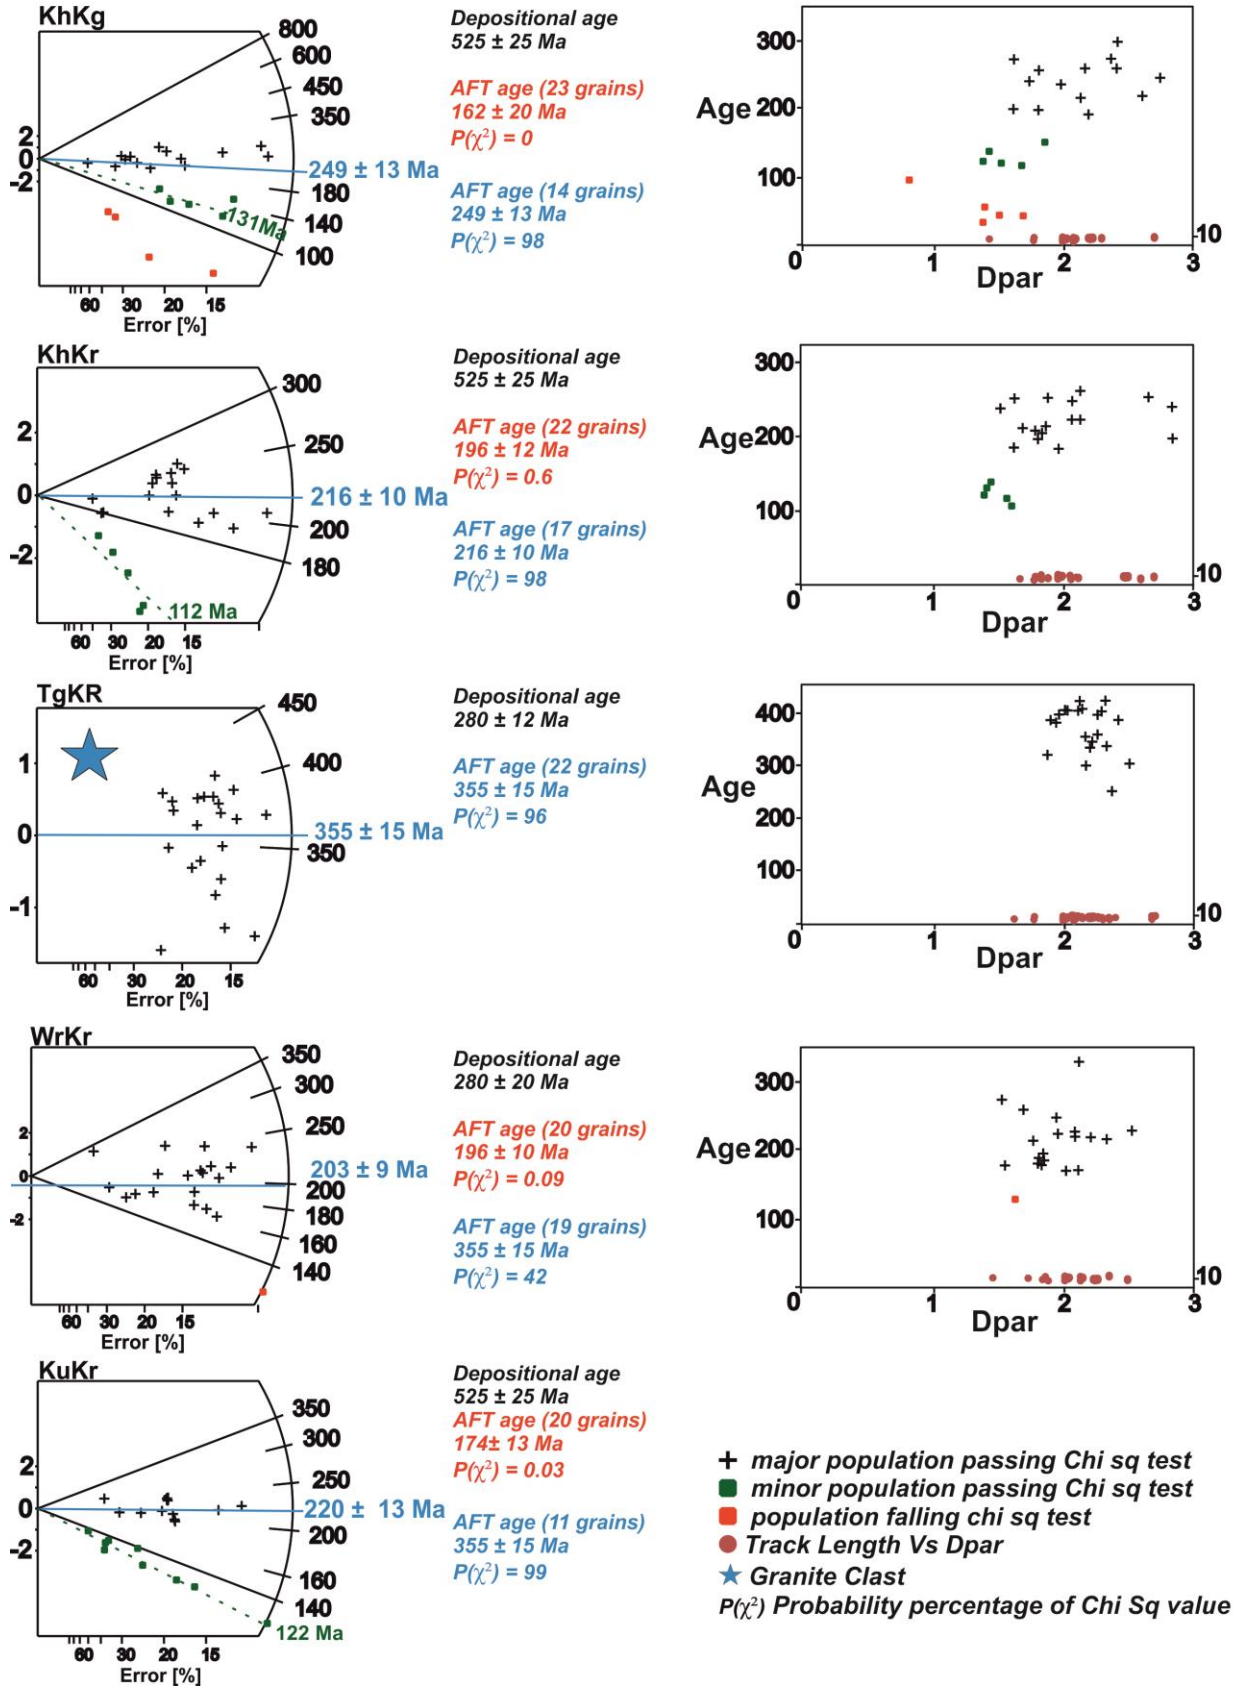 KhKg
800
600
450
350
249 ± 13 Ma
180
131Ma
140
100
2
0
-2
60 30 20 15
Error [%]
Depositional age
525 ± 25 Ma
AFT age (23 grains)
162 ± 20 Ma
P(χ²) = 0
AFT age (14 grains)
249 ± 13 Ma
P(χ²) = 98
300
Age
200
100
10
0 1 2 3
Dpar
KhKr
300
250
216 ± 10 Ma
200
180
112 Ma
2
0
-2
60 30 20 15
Error [%]
Depositional age
525 ± 25 Ma
AFT age (22 grains)
196 ± 12 Ma
P(χ²) = 0.6
AFT age (17 grains)
216 ± 10 Ma
P(χ²) = 98
300
Age
200
100
10
0 1 2 3
Dpar
TgKR
450
400
355 ± 15 Ma
350
1
0
-1
60 30 20 15
Error [%]
Depositional age
280 ± 12 Ma
AFT age (22 grains)
355 ± 15 Ma
P(χ²) = 96
400
300
Age
200
100
10
0 1 2 3
Dpar
WrKr
350
300
250
203 ± 9 Ma
200
180
160
140
2
0
-2
60 30 20 15
Error [%]
Depositional age
280 ± 20 Ma
AFT age (20 grains)
196 ± 10 Ma
P(χ²) = 0.09
AFT age (19 grains)
355 ± 15 Ma
P(χ²) = 42
300
Age
200
100
10
0 1 2 3
Dpar
KuKr
350
300
250
220 ± 13 Ma
200
160
140
122 Ma
2
0
-2
60 30 20 15
Error [%]
Depositional age
525 ± 25 Ma
AFT age (20 grains)
174± 13 Ma
P(χ²) = 0.03
AFT age (11 grains)
355 ± 15 Ma
P(χ²) = 99
major population passing Chi sq test
minor population passing Chi sq test
population falling chi sq test
Track Length Vs Dpar
Granite Clast
P(χ²) Probability percentage of Chi Sq value